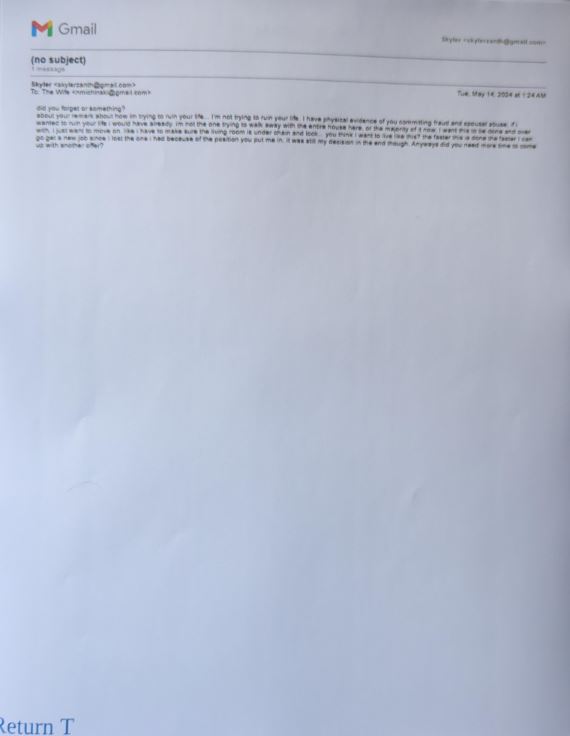 Gmail
Skyler <skylerzanth@gmail.com>
(no subject)
1 message
Skyler <skylerzanth@gmail.com>
To: The Wife <nmichinski@gmail.com>
Tue, May 14, 2024 at 1:24 AM
did you forget or something?
about your remark about how im trying to ruin your life... I'm not trying to ruin your life. I have physical evidence of you committing fraud and spousal abuse. if i
wanted to ruin your life i would have already. im not the one trying to walk away with the entire house here, or the majority of it now. I want this to be done and over
with, i just want to move on. like i have to make sure the living room is under chain and lock... you think i want to live like this? the faster this is done the faster I can
go get a new job since i lost the one i had because of the position you put me in, it was still my decision in the end though. Anyways did you need more time to come
up with another offer?
Return T